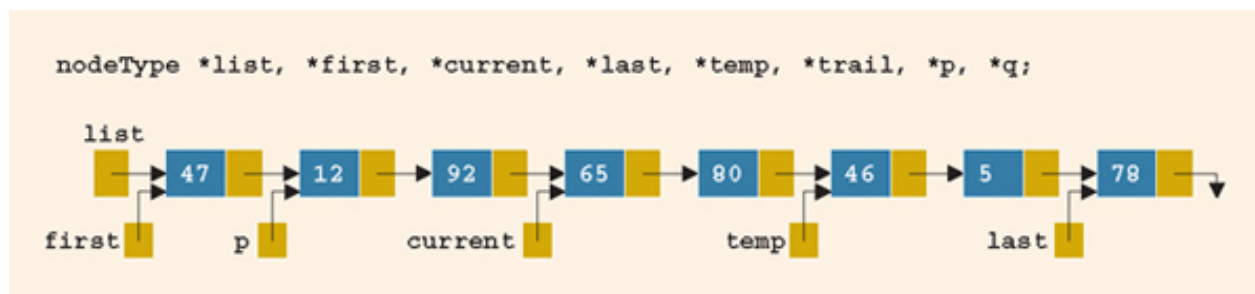 nodeType *list, *first, *current, *last, *temp, *trail, *p, *q;
list
47 12 92 65 80 46 5 78
first p current temp last